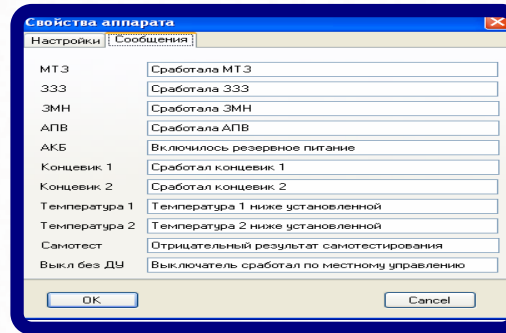 Свойства аппарата
Настройки Сообщения
МТЗ Сработала МТЗ
ЗЗЗ Сработала ЗЗЗ
ЗМН Сработала ЗМН
АПВ Сработала АПВ
АКБ Включилось резервное питание
Концевик 1 Сработал концевик 1
Концевик 2 Сработал концевик 2
Температура 1 Температура 1 ниже установленной
Температура 2 Температура 2 ниже установленной
Самотест Отрицательный результат самотестирования
Выкл без ДУ Выключатель сработал по местному управлению
OK Cancel